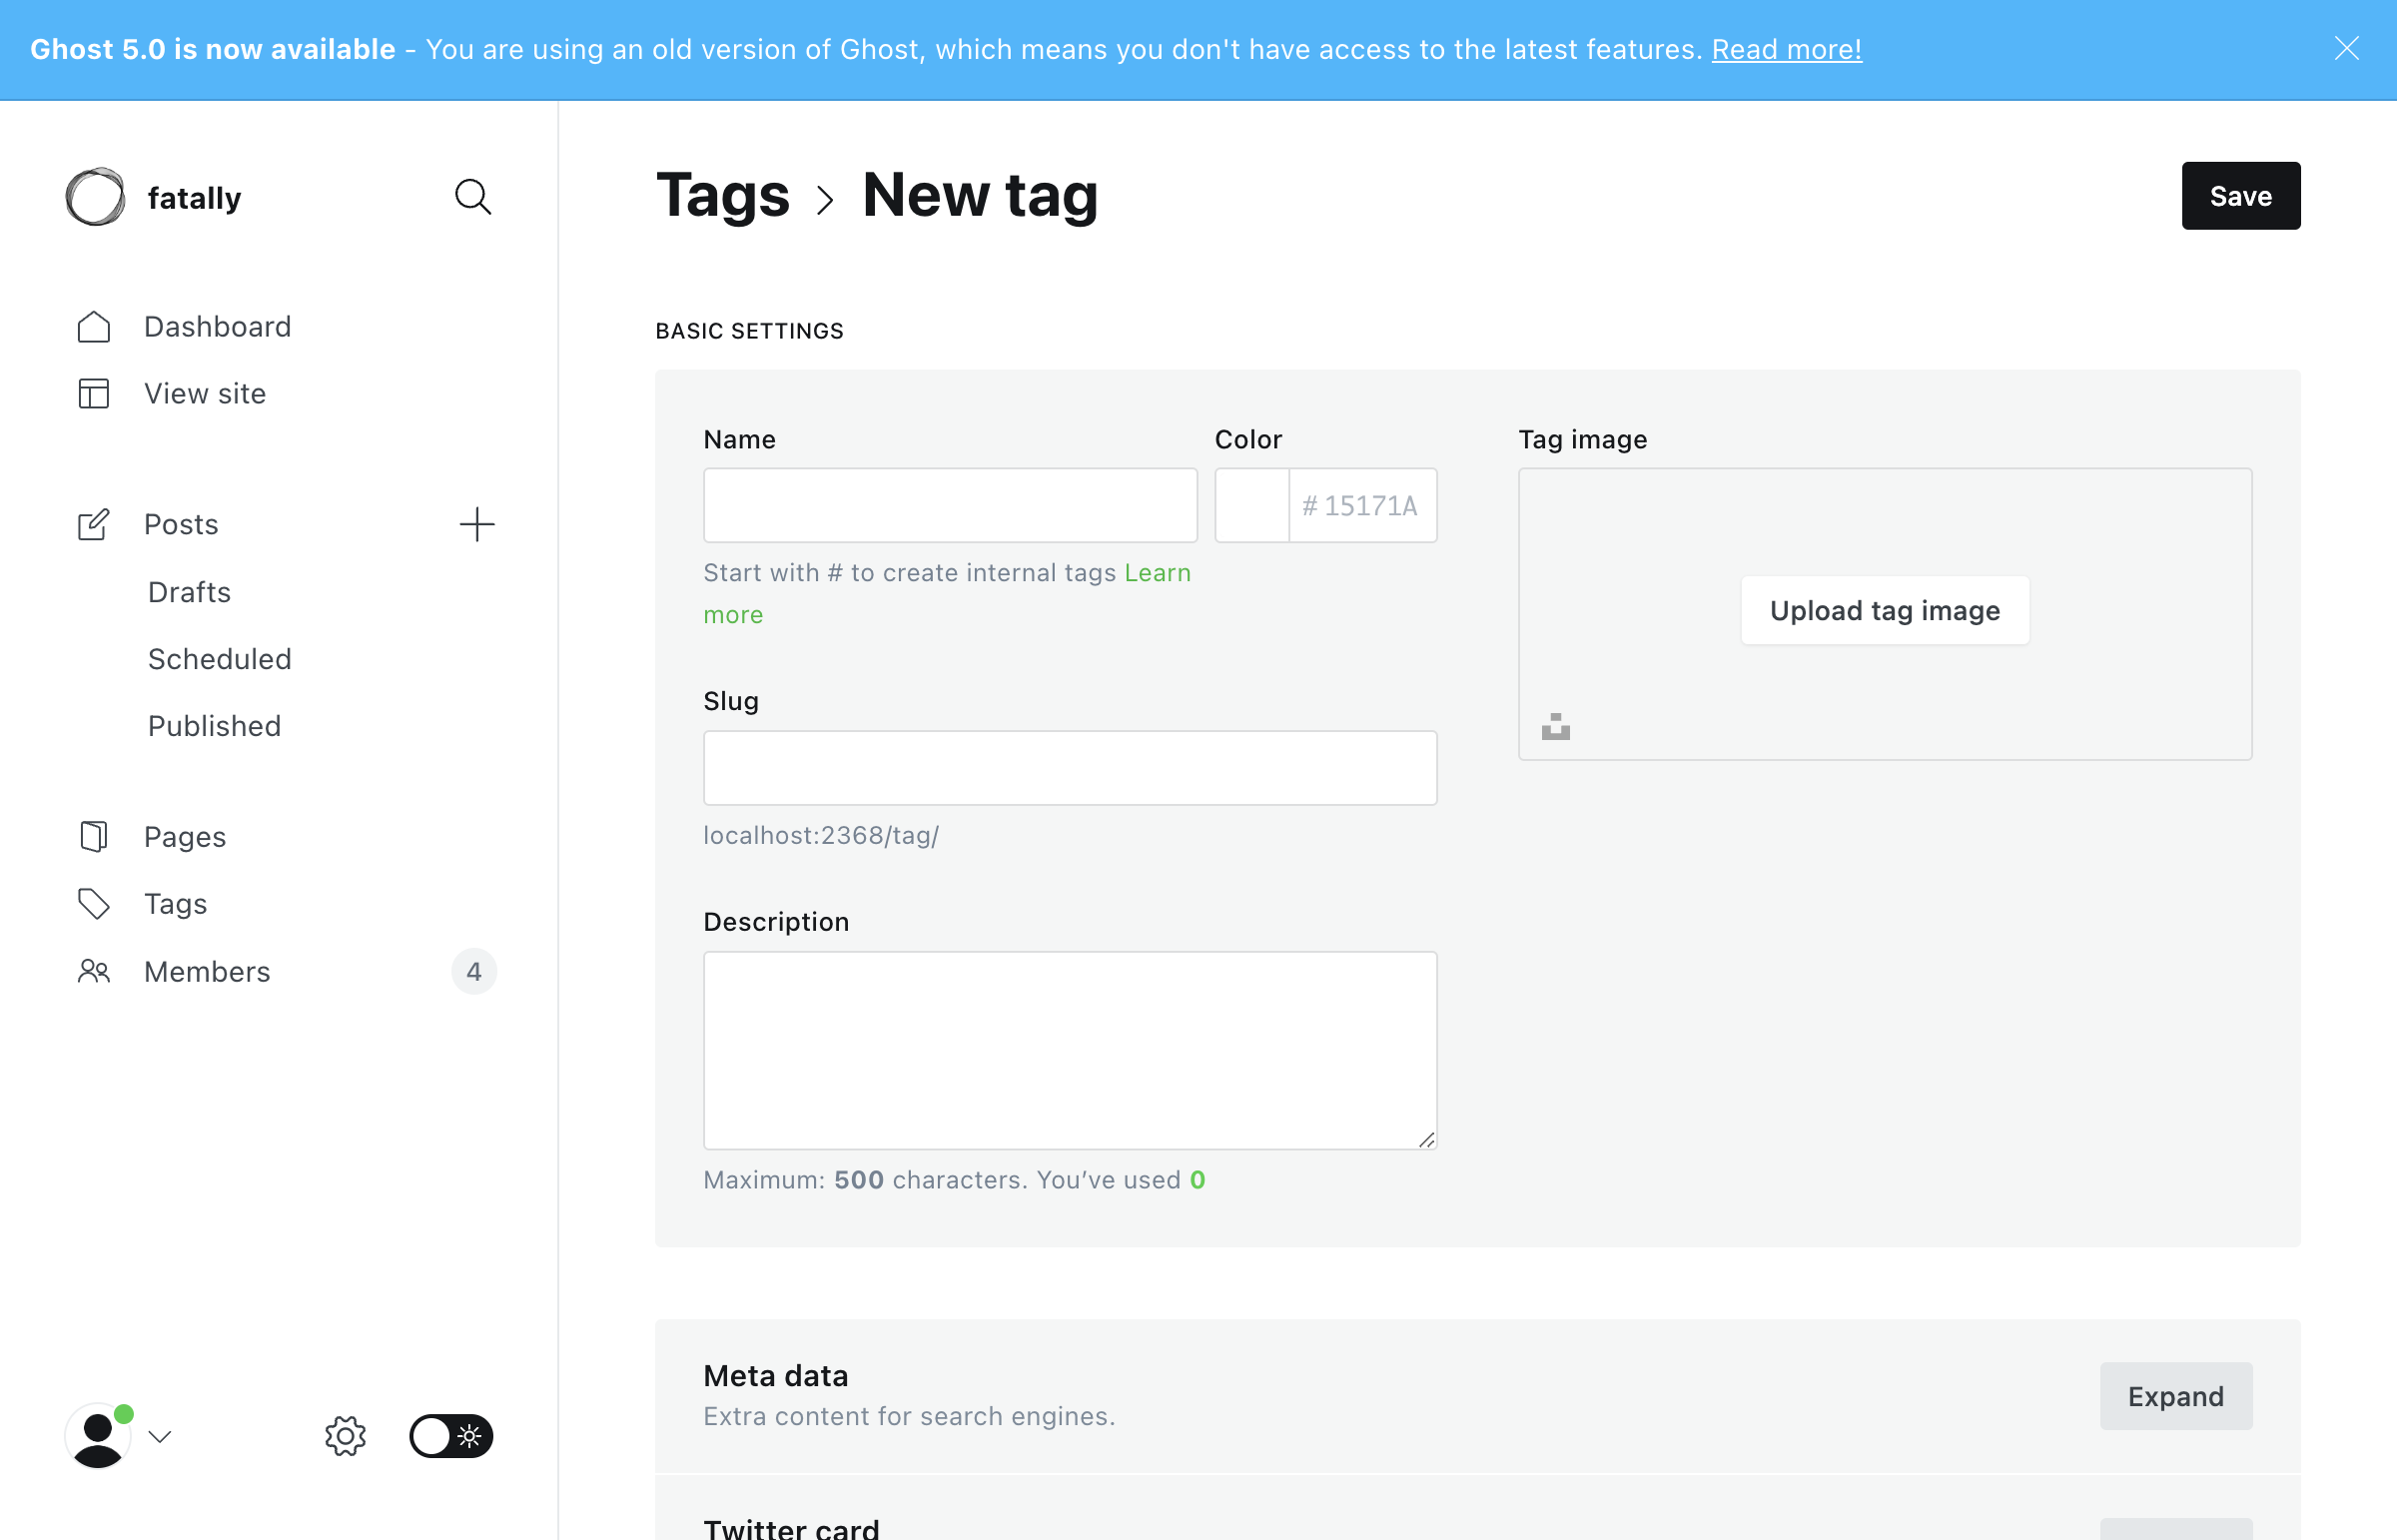 Ghost 5.0 is now available - You are using an old version of Ghost, which means you don't have access to the latest features. Read more!
fatally
Dashboard
View site
Posts
Drafts
Scheduled
Published
Pages
Tags
Members 4
Tags > New tag
Save
BASIC SETTINGS
Name
Start with # to create internal tags Learn
more
Color
# 15171A
Slug
localhost:2368/tag/
Description
Maximum: 500 characters. You’ve used 0
Tag image
Upload tag image
Meta data
Extra content for search engines.
Expand
Twitter card